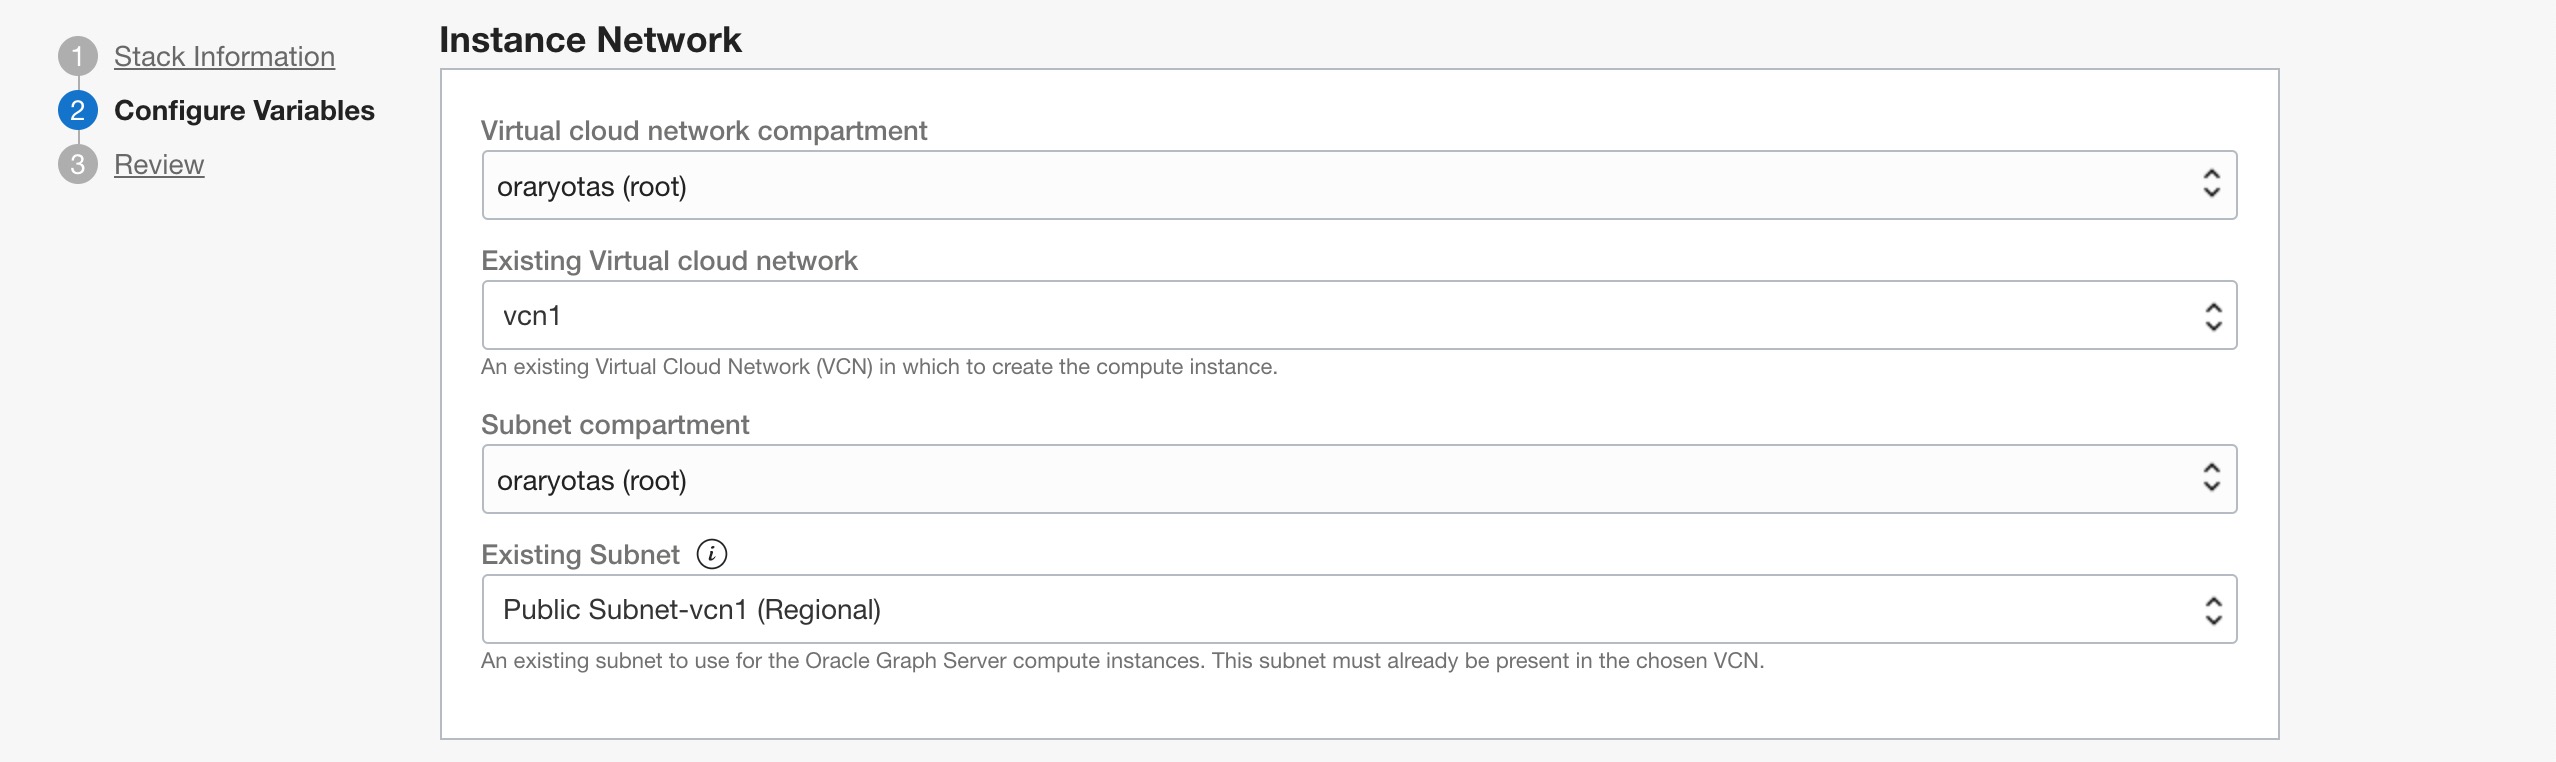 1 Stack Information
2 Configure Variables
3 Review
Instance Network
Virtual cloud network compartment
oraryotas (root)
Existing Virtual cloud network
vcn1
An existing Virtual Cloud Network (VCN) in which to create the compute instance.
Subnet compartment
oraryotas (root)
Existing Subnet i
Public Subnet-vcn1 (Regional)
An existing subnet to use for the Oracle Graph Server compute instances. This subnet must already be present in the chosen VCN.